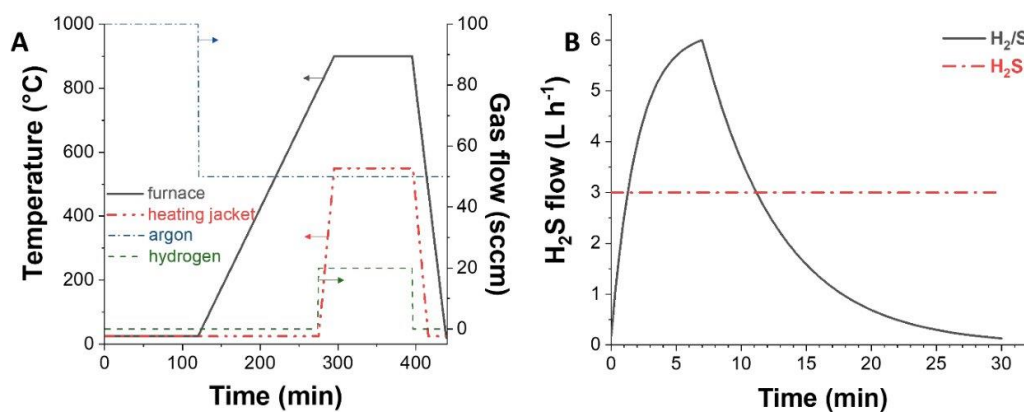 A
Temperature (°C)
1000
800
600
400
200
0
furnace
heating jacket
argon
hydrogen
0
100
200
300
400
Time (min)
100
80
60
40
20
0
Gas flow (sccm)
B
H₂S flow (L h⁻¹)
6
5
4
3
2
1
0
H₂/S
H₂S
0
5
10
15
20
25
30
Time (min)